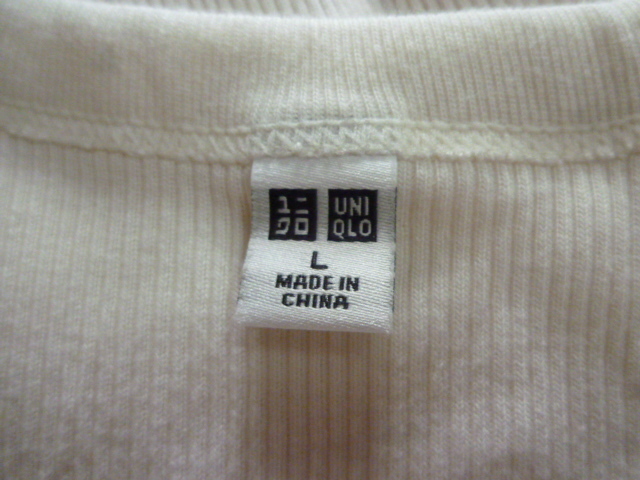 ユニ UNI
クロ QLO
L
MADE IN
CHINA